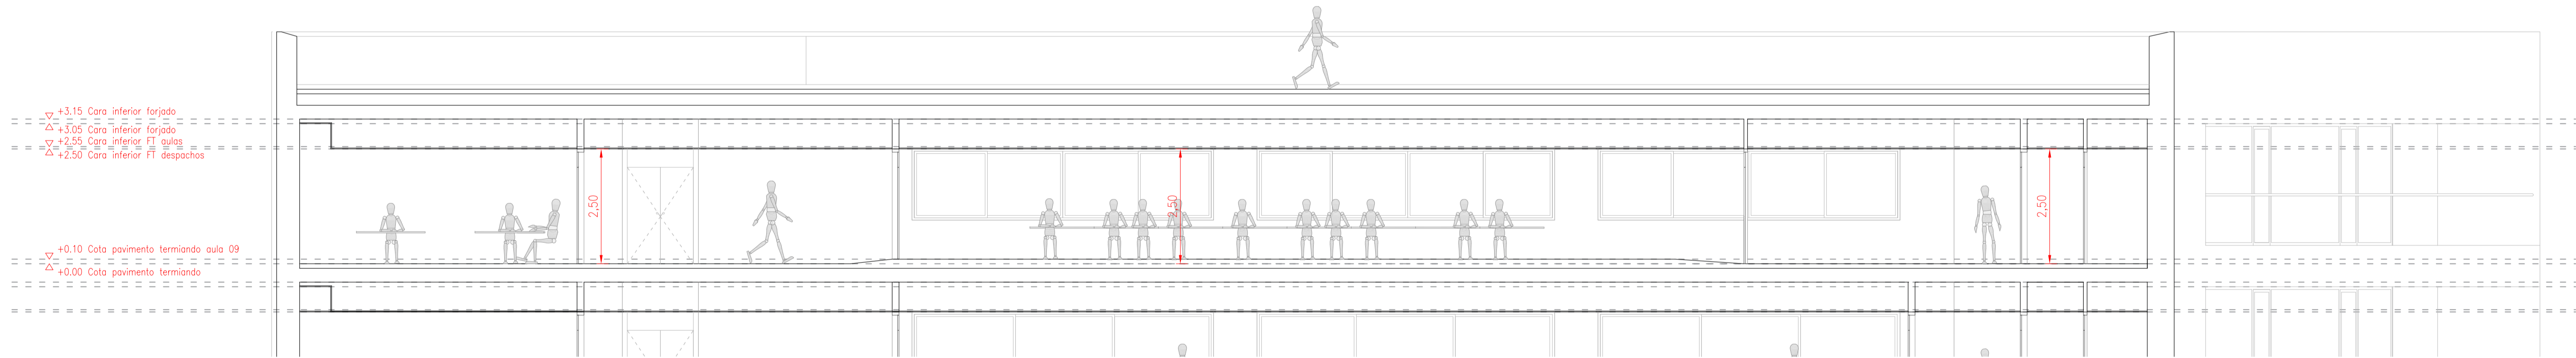 +3,15 Cara inferior forjado
+3,05 Cara inferior forjado
+2,55 Cara inferior FT aulas
+2,50 Cara inferior FT despachos
2,50
2,50
2,50
+0,10 Cota pavimento termiando aula 09
+0,00 Cota pavimento termiando